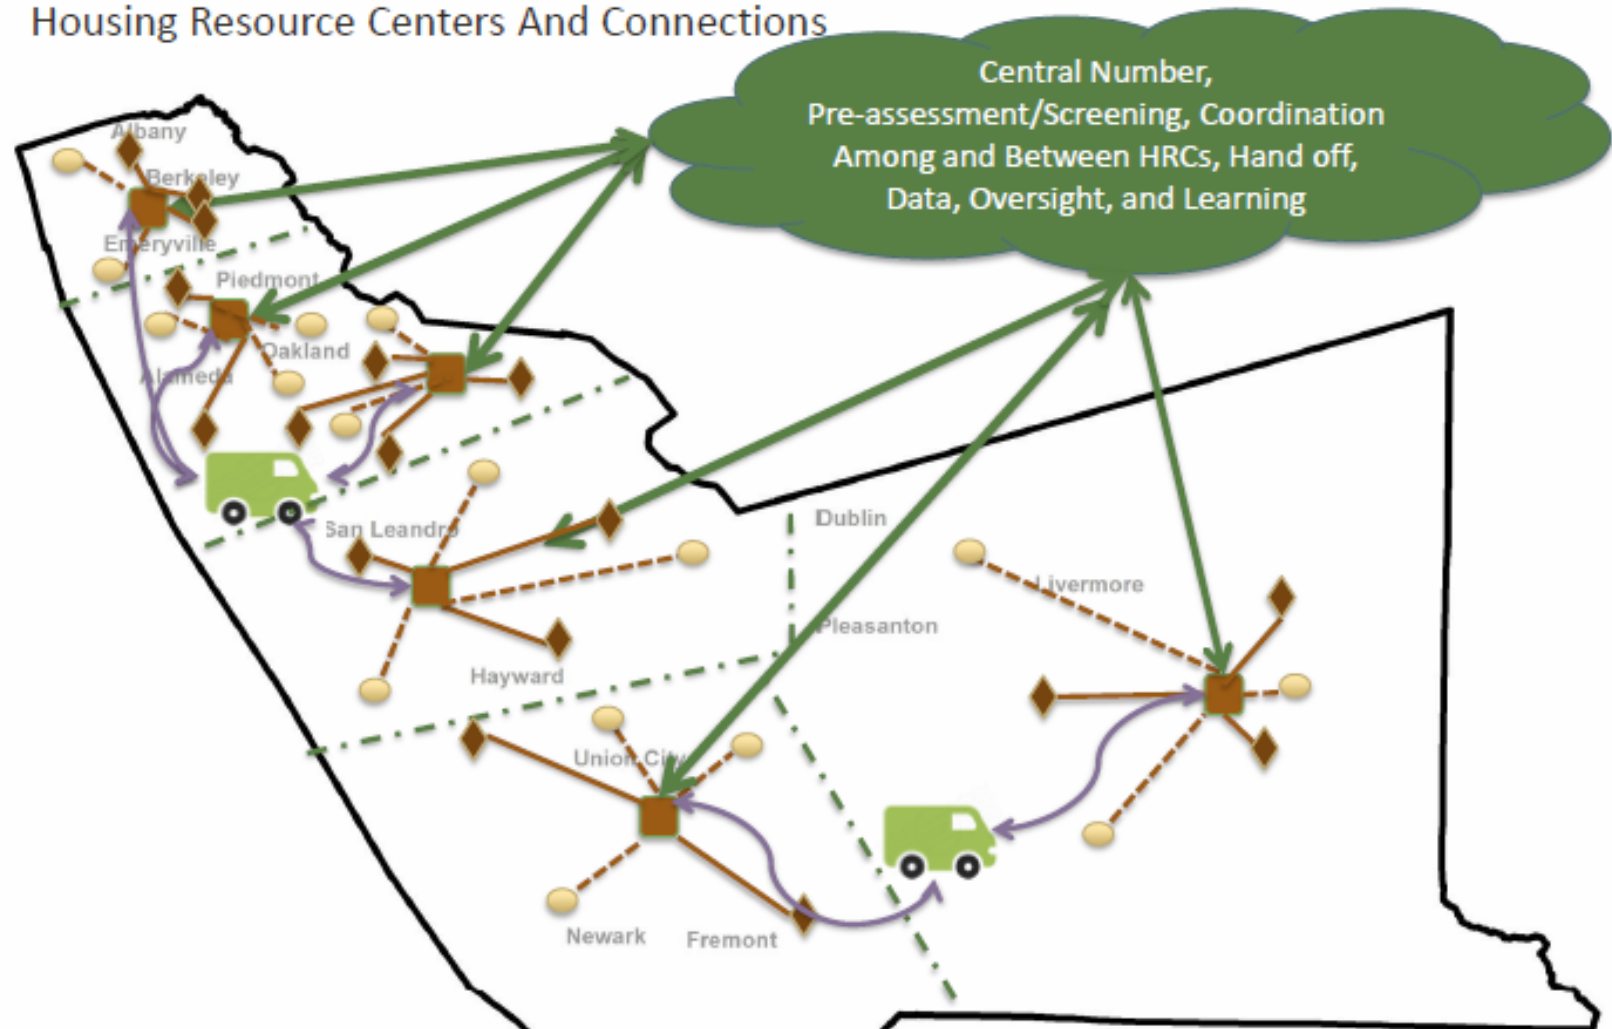 Housing Resource Centers And Connections
Central Number,
Pre-assessment/Screening, Coordination
Among and Between HRCs, Hand off,
Data, Oversight, and Learning
Albany
Berkeley
Emeryville
Piedmont
Oakland
Alameda
San Leandro
Dublin
Livermore
Pleasanton
Hayward
Union City
Newark
Fremont